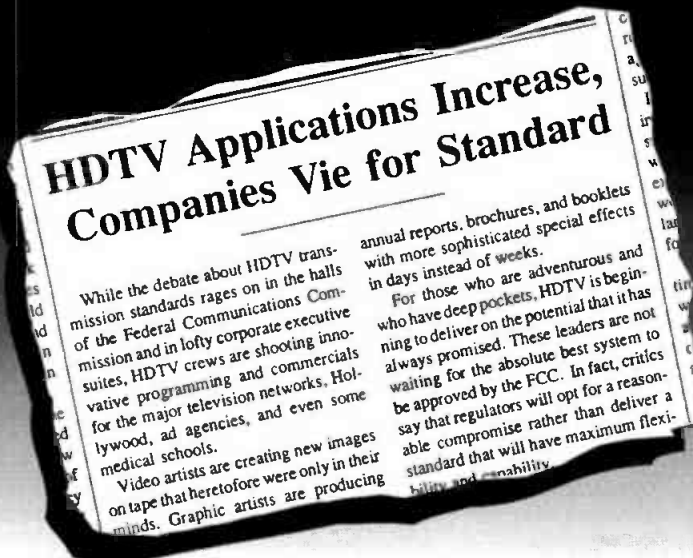 HDTV Applications Increase,
Companies Vie for Standard
While the debate about HDTV trans-
mission standards rages on in the halls
of the Federal Communications Com-
mission and in lofty corporate executive
suites, HDTV crews are shooting inno-
vative programming and commercials
for the major television networks, Hol-
lywood, ad agencies, and even some
medical schools.
Video artists are creating new images
on tape that heretofore were only in their
minds. Graphic artists are producing
annual reports, brochures, and booklets
with more sophisticated special effects
in days instead of weeks.
For those who are adventurous and
who have deep pockets, HDTV is begin-
ning to deliver on the potential that it has
always promised. These leaders are not
waiting for the absolute best system to
be approved by the FCC. In fact, critics
say that regulators will opt for a reason-
able compromise rather than deliver a
standard that will have maximum flexi-
bility and capability.